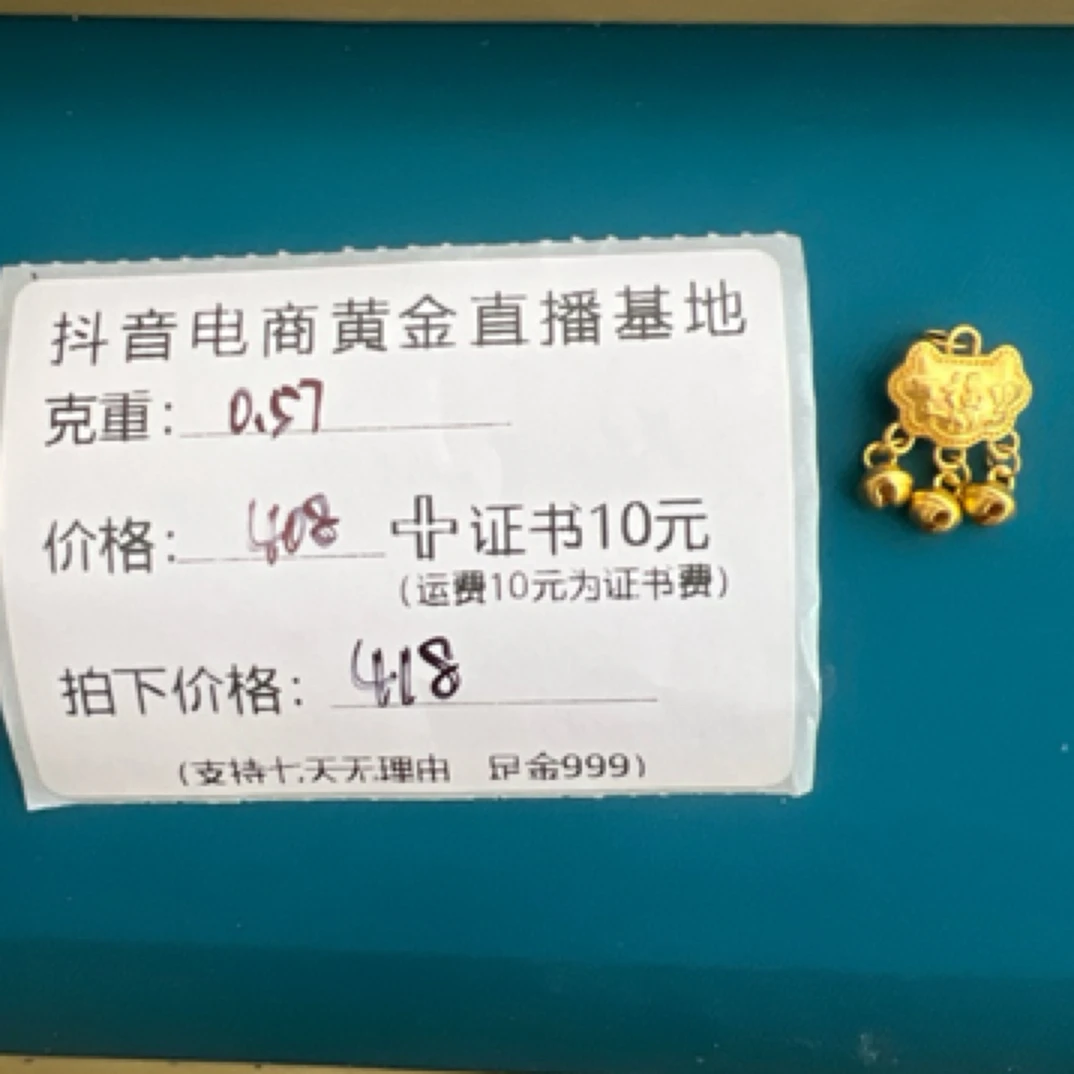 抖音电商黄金直播基地
克重：0.57
价格：408 +证书10元
（运费10元为证书费）
拍下价格：418
（支持七天无理由 足金999）